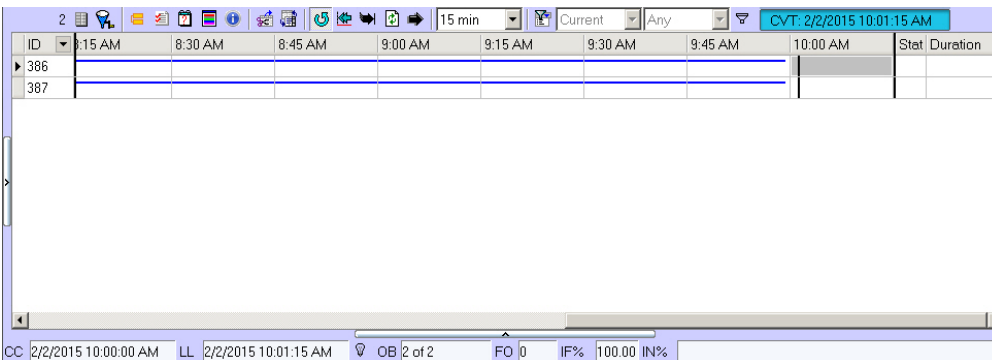 2 15 min Current Any CVT: 2/2/2015 10:01:15 AM
ID 8:15 AM 8:30 AM 8:45 AM 9:00 AM 9:15 AM 9:30 AM 9:45 AM 10:00 AM Stat Duration
386
387
CC 2/2/2015 10:00:00 AM LL 2/2/2015 10:01:15 AM OB 2 of 2 FO 0 IF% 100.00 IN%